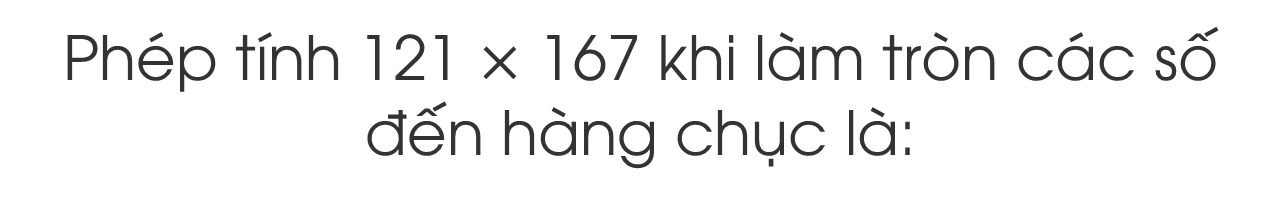 Phép tính 121 × 167 khi làm tròn các số
đến hàng chục là: